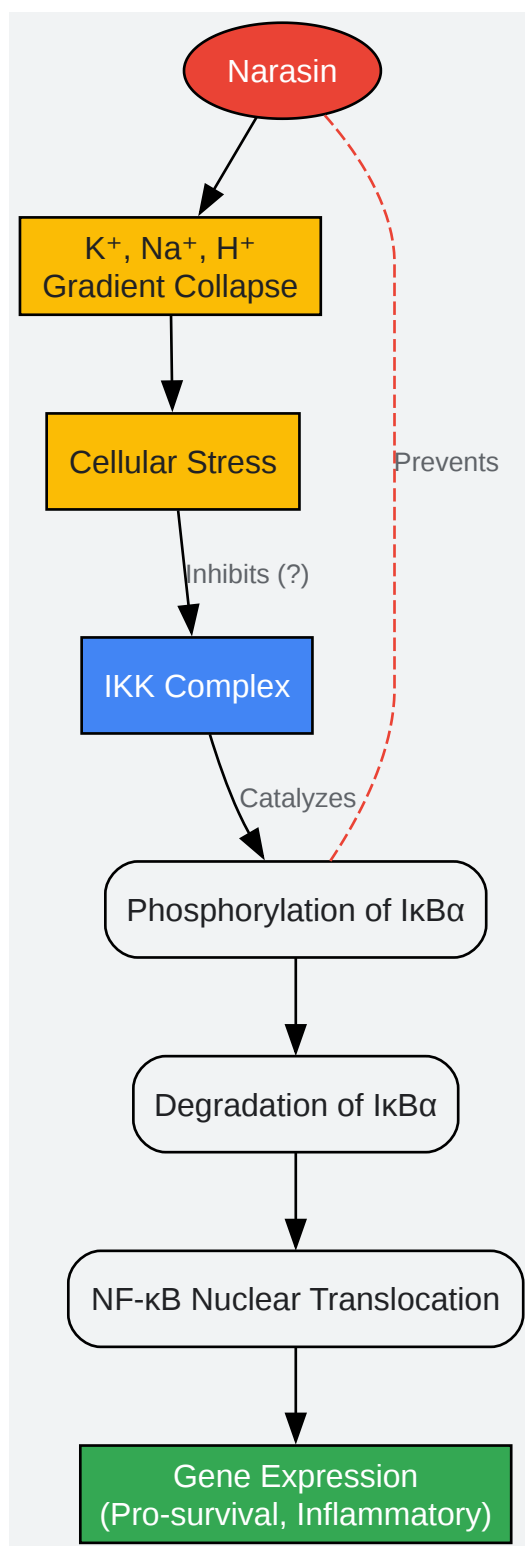 Narasin
K⁺, Na⁺, H⁺
Gradient Collapse
Cellular Stress
Prevents
Inhibits (?)
IKK Complex
Catalyzes
Phosphorylation of IκBα
Degradation of IκBα
NF-κB Nuclear Translocation
Gene Expression
(Pro-survival, Inflammatory)